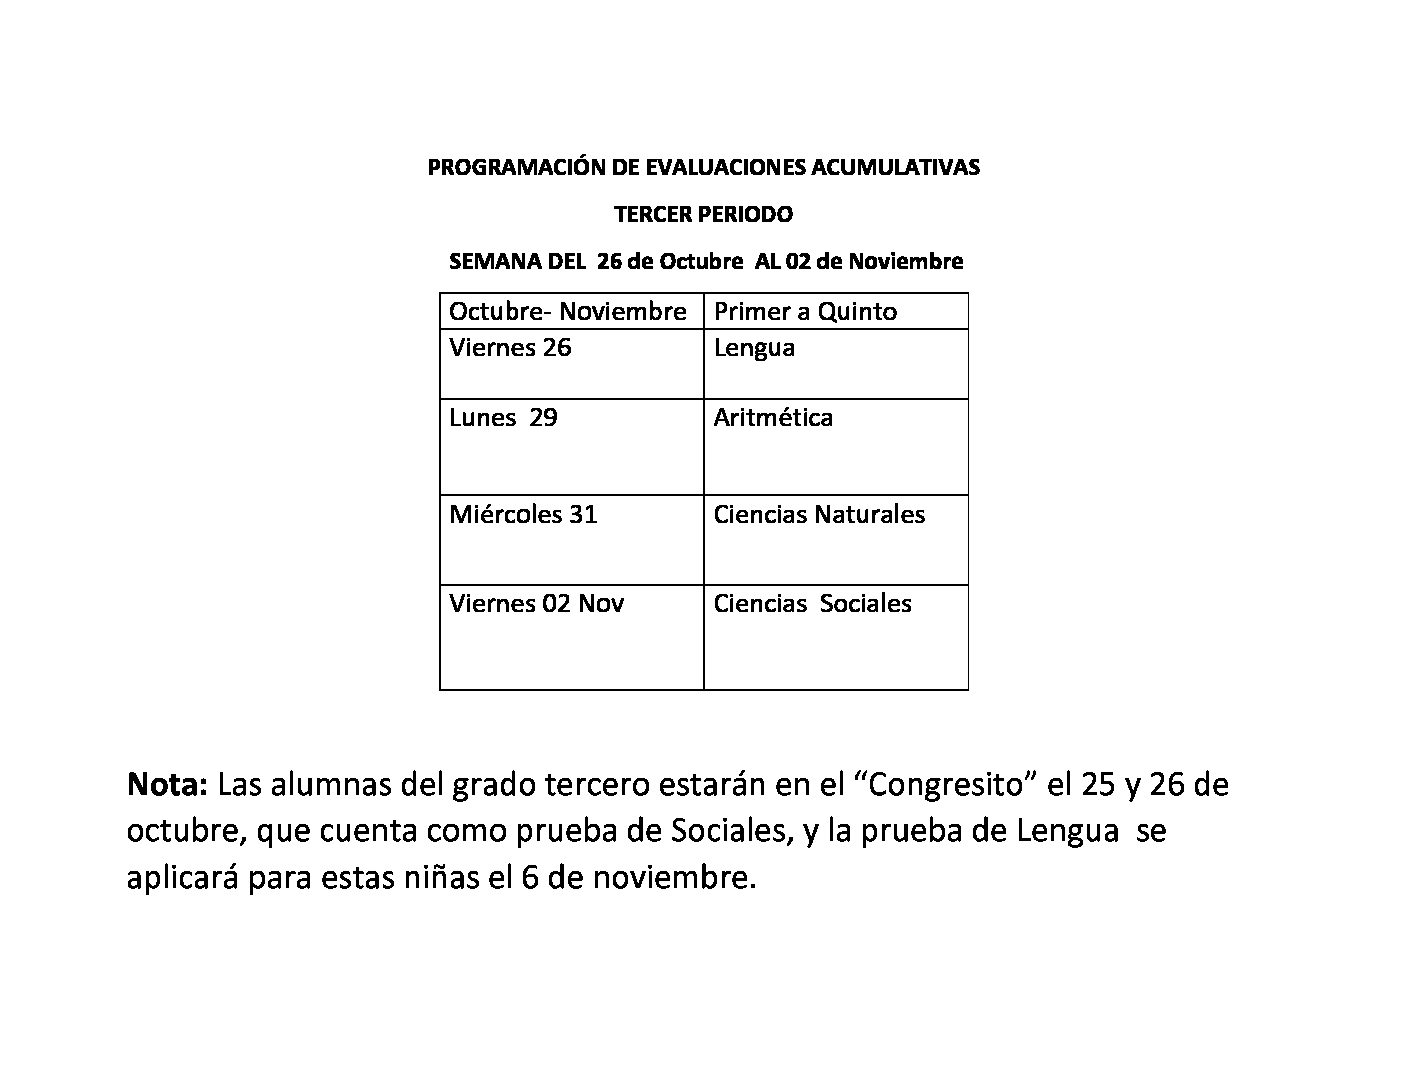 PROGRAMACIÓN DE EVALUACIONES ACUMULATIVAS
TERCER PERIODO
SEMANA DEL  26 de Octubre  AL 02 de Noviembre
Octubre- Noviembre Primer a Quinto
Viernes 26 Lengua
Lunes  29 Aritmética
Miércoles 31 Ciencias Naturales
Viernes 02 Nov Ciencias  Sociales
Nota: Las alumnas del grado tercero estarán en el “Congresito” el 25 y 26 de
octubre, que cuenta como prueba de Sociales, y la prueba de Lengua  se
aplicará para estas niñas el 6 de noviembre.